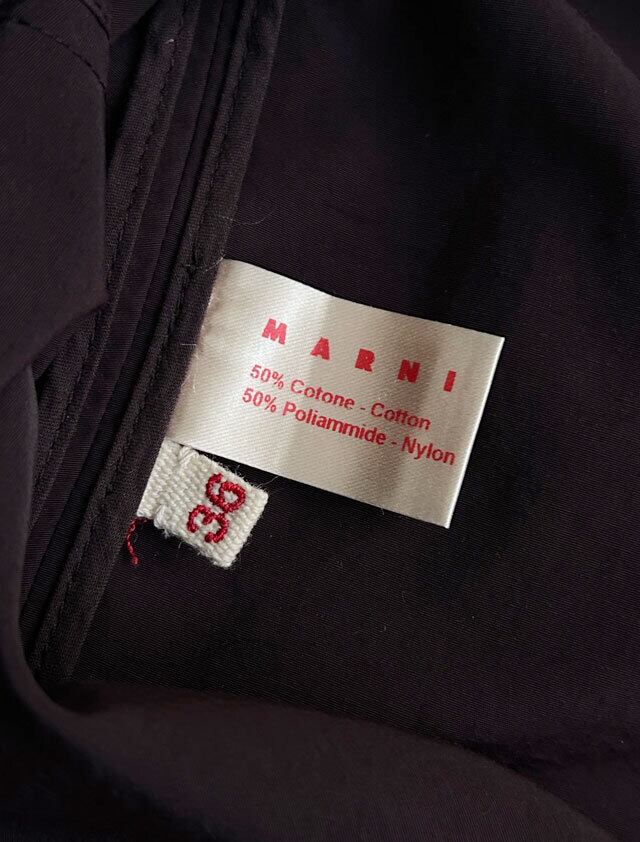 MARNI
50% Cotone - Cotton
50% Poliammide - Nylon
36